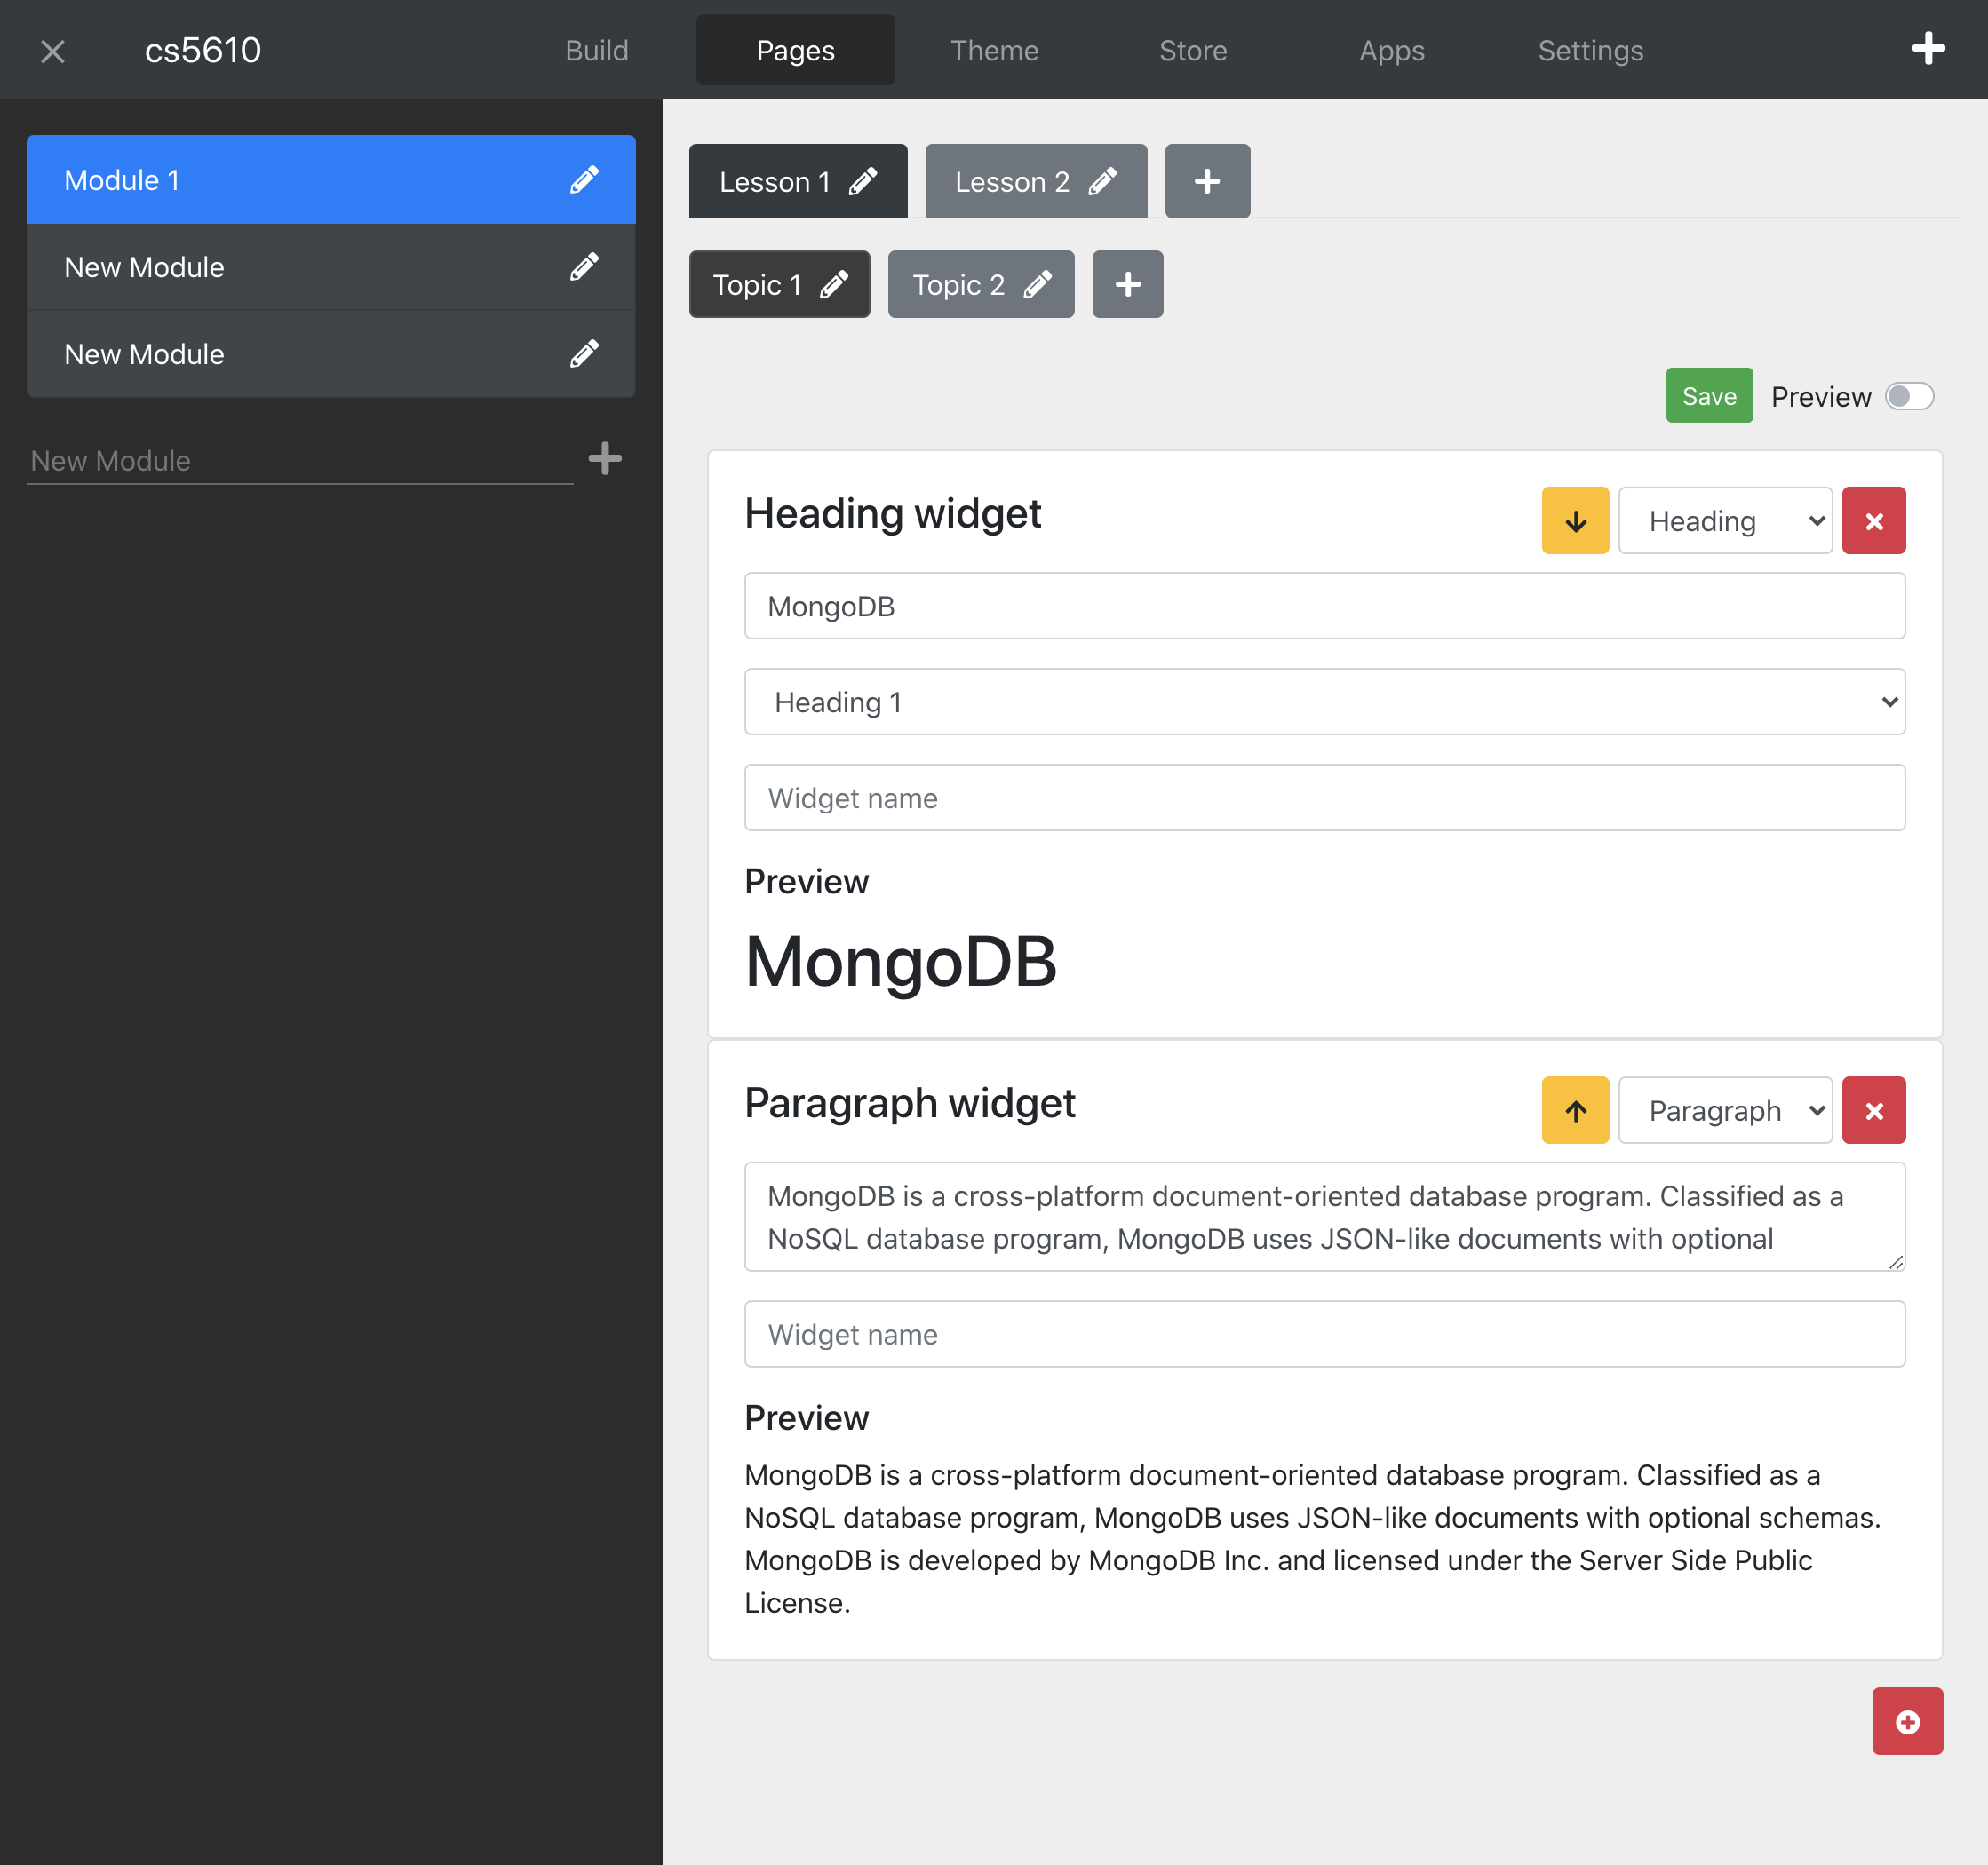 cs5610
Build
Pages
Theme
Store
Apps
Settings
Module 1
New Module
New Module
New Module
Lesson 1
Lesson 2
Topic 1
Topic 2
Save
Preview
Heading widget
Heading
MongoDB
Heading 1
Widget name
Preview
MongoDB
Paragraph widget
Paragraph
MongoDB is a cross-platform document-oriented database program. Classified as a
NoSQL database program, MongoDB uses JSON-like documents with optional
Widget name
Preview
MongoDB is a cross-platform document-oriented database program. Classified as a
NoSQL database program, MongoDB uses JSON-like documents with optional schemas.
MongoDB is developed by MongoDB Inc. and licensed under the Server Side Public
License.